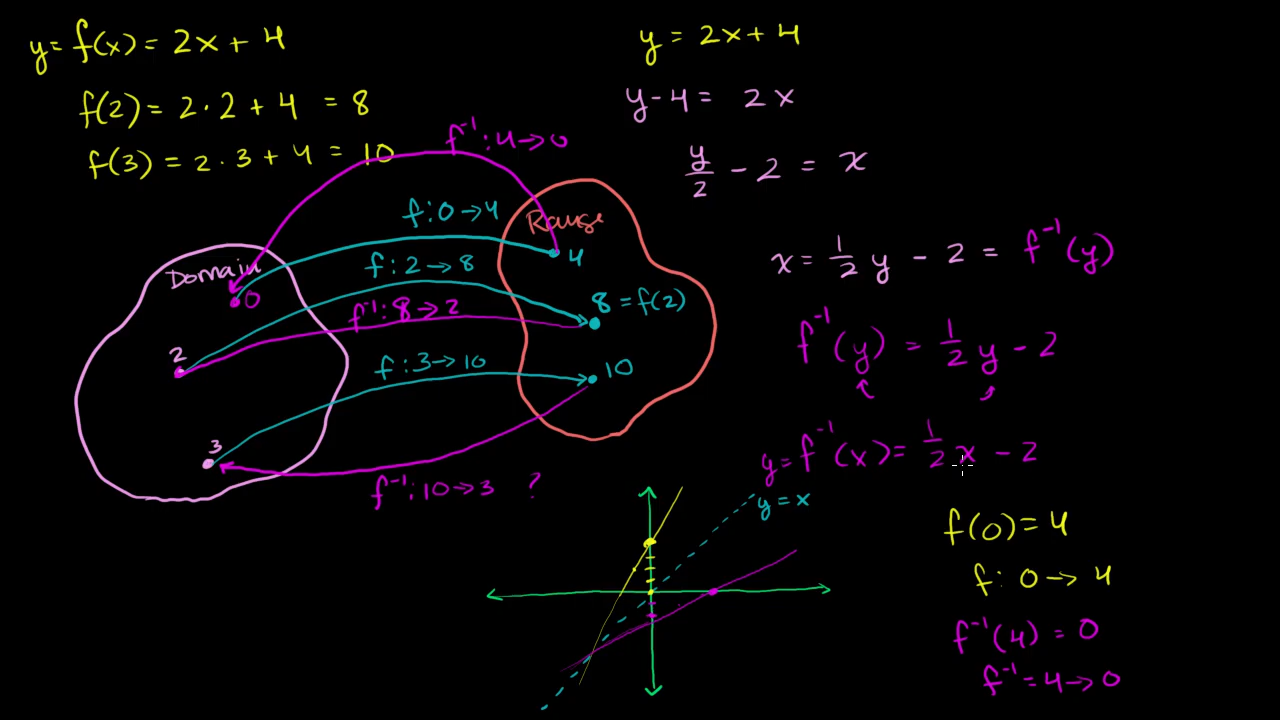 y = f(x) = 2x + 4
f(2) = 2 · 2 + 4 = 8
f(3) = 2 · 3 + 4 = 10
f⁻¹ : 4 → 0
f : 0 → 4
Range
4
Domain
0
f : 2 → 8
8 = f(2)
f⁻¹ : 8 → 2
2
f : 3 → 10
10
3
f⁻¹ : 10 → 3 ?
y = 2x + 4
y - 4 = 2x
y/2 - 2 = x
x = 1/2 y - 2 = f⁻¹(y)
f⁻¹(y) = 1/2 y - 2
y = f⁻¹(x) = 1/2 x - 2
y = x
f(0) = 4
f : 0 → 4
f⁻¹(4) = 0
f⁻¹ = 4 → 0